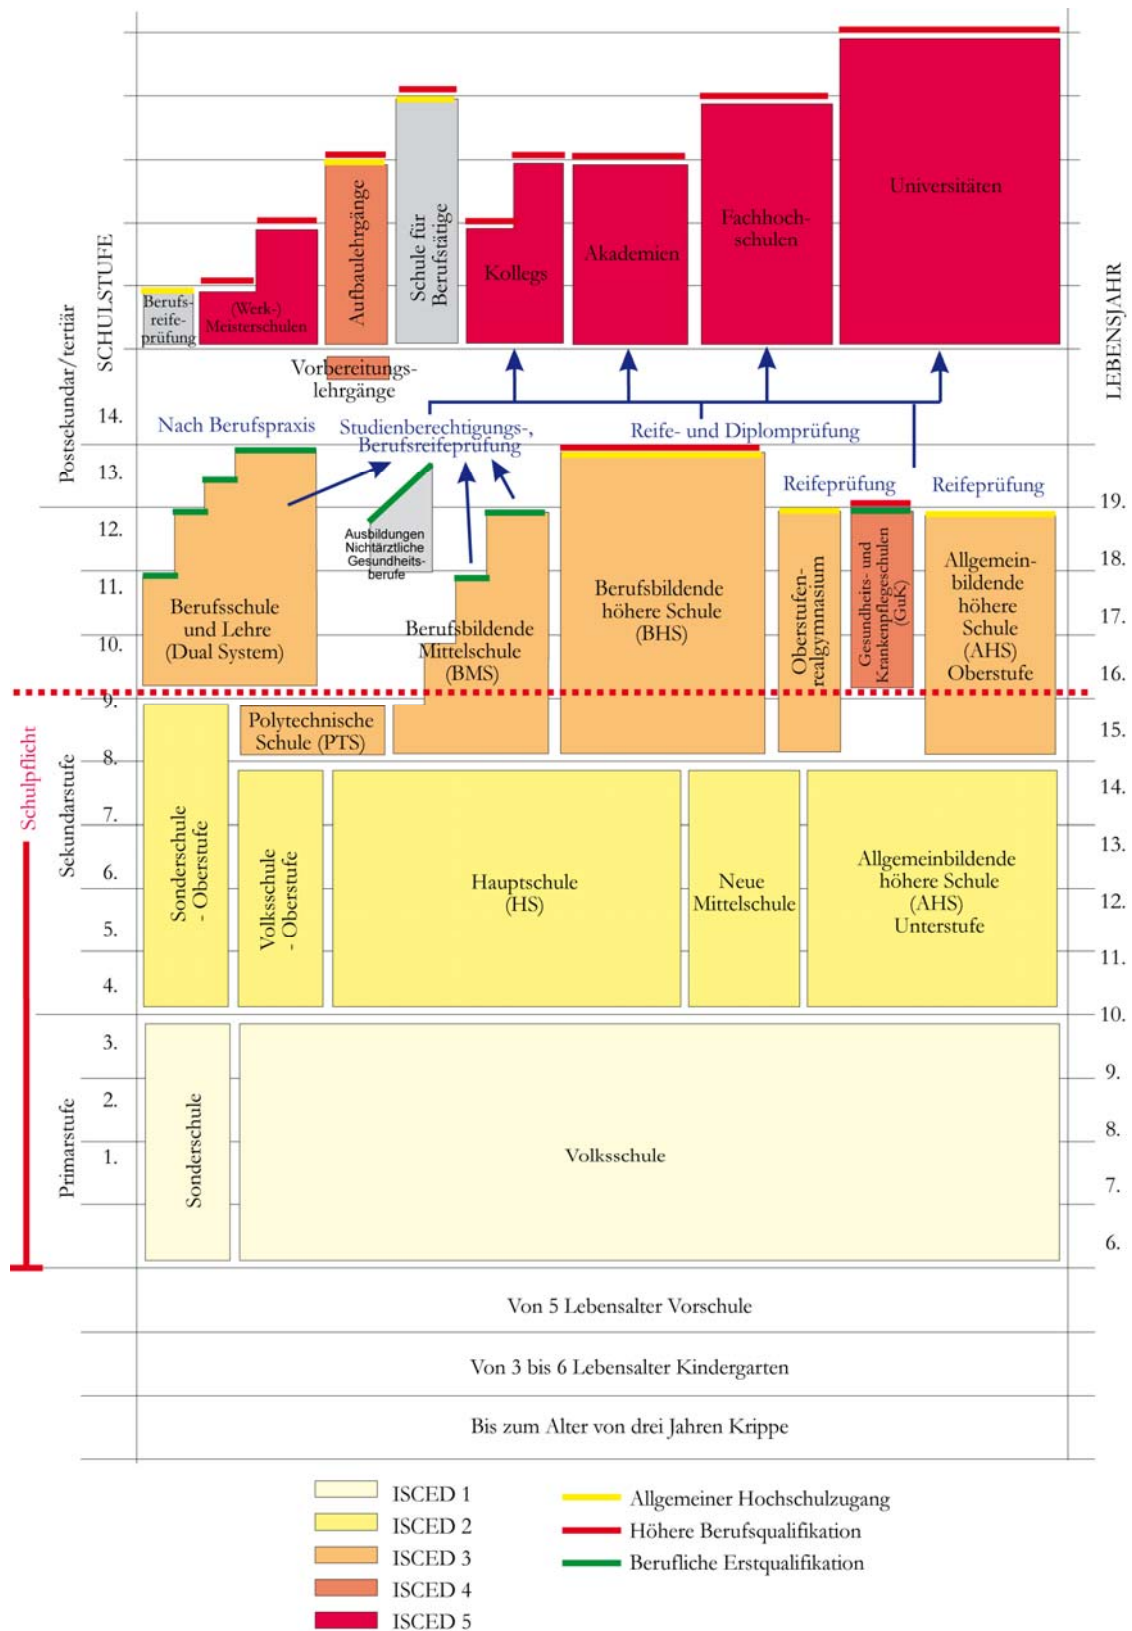 Postsekundar/tertiär
SCHULSTUFE
LEBENSJAHR
Berufs-
reife-
prüfung
(Werk-)
Meisterschulen
Aufbaulehrgänge
Schule für
Berufstätige
Kollegs
Akademien
Fachhoch-
schulen
Universitäten
Vorbereitungs-
lehrgänge
14.
Nach Berufspraxis
Studienberechtigungs-,
Berufsreifeprüfung
Reife- und Diplomprüfung
13.
Reifeprüfung
Reifeprüfung
19.
12.
Ausbildungen
Nichtärztliche
Gesundheits-
berufe
18.
11.
Berufsschule
und Lehre
(Dual System)
Berufsbildende
Mittelschule
(BMS)
Berufsbildende
höhere Schule
(BHS)
Oberstufen-
realgymnasium
Gesundheits- und
Krankenpflegeschulen
(GuK)
Allgemein-
bildende
höhere
Schule
(AHS)
Oberstufe
17.
10.
16.
9.
Polytechnische
Schule (PTS)
15.
Schulpflicht
Sekundarstufe
8.
14.
7.
13.
Sonderschule
- Oberstufe
Volksschule
- Oberstufe
Hauptschule
(HS)
Neue
Mittelschule
Allgemeinbildende
höhere Schule
(AHS)
Unterstufe
6.
12.
5.
11.
4.
10.
Primarstufe
3.
9.
2.
8.
1.
Sonderschule
Volksschule
7.
6.
Von 5 Lebensalter Vorschule
Von 3 bis 6 Lebensalter Kindergarten
Bis zum Alter von drei Jahren Krippe
ISCED 1
ISCED 2
ISCED 3
ISCED 4
ISCED 5
Allgemeiner Hochschulzugang
Höhere Berufsqualifikation
Berufliche Erstqualifikation